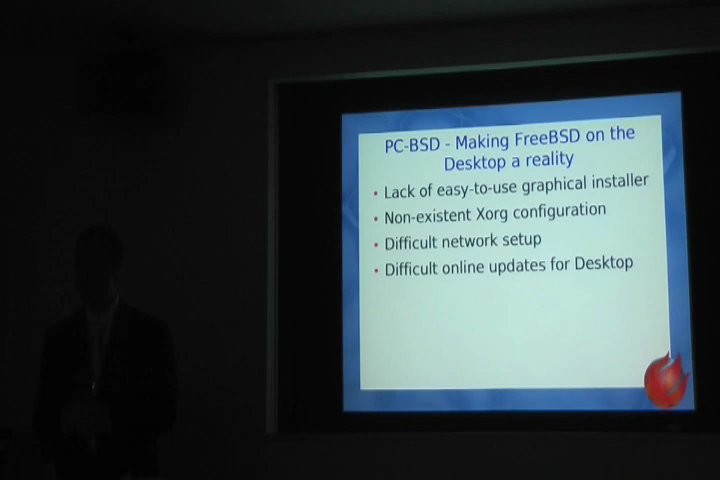 PC-BSD - Making FreeBSD on the
Desktop a reality
• Lack of easy-to-use graphical installer
• Non-existent Xorg configuration
• Difficult network setup
• Difficult online updates for Desktop